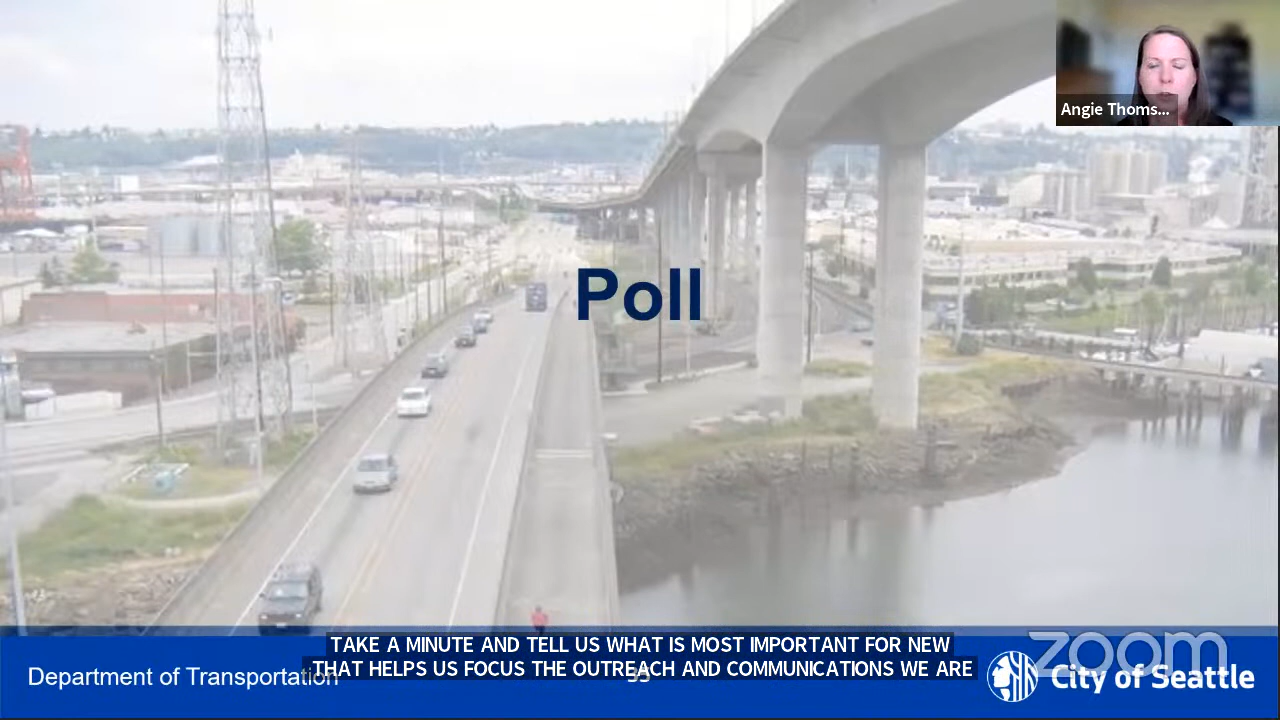 Angie Thoms...
Poll
TAKE A MINUTE AND TELL US WHAT IS MOST IMPORTANT FOR NEW
THAT HELPS US FOCUS THE OUTREACH AND COMMUNICATIONS WE ARE
Department of Transportation
zoom
City of Seattle